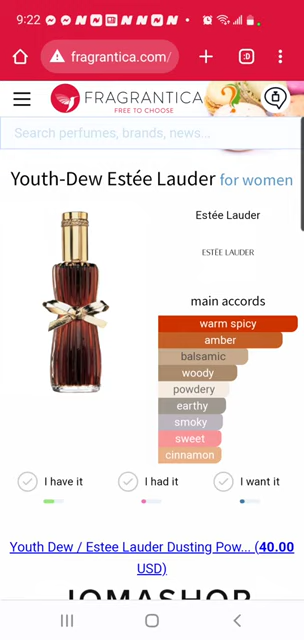 9:22
fragrantica.com/
:D
FRAGRANTICA
FREE TO CHOOSE
Search perfumes, brands, news...
Youth-Dew Estée Lauder for women
Estée Lauder
ESTĒE LAUDER
main accords
warm spicy
amber
balsamic
woody
powdery
earthy
smoky
sweet
cinnamon
I have it
I had it
I want it
Youth Dew / Estee Lauder Dusting Pow... (40.00
USD)
JOMASHOP